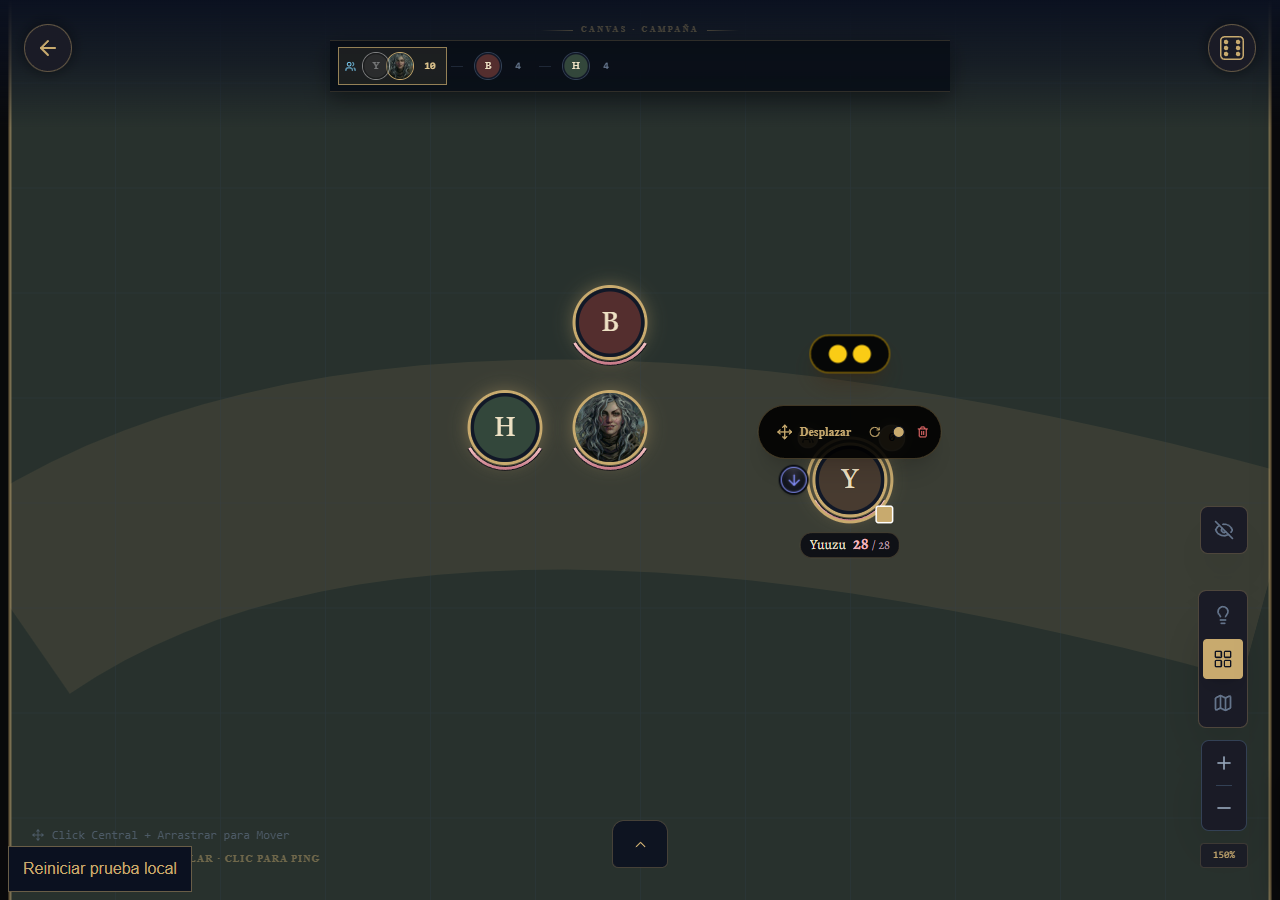 CANVAS · CAMPAÑA
Y 10 B 4 H 4
B
H
Desplazar
Y
Yuuzu 28 / 28
Click Central + Arrastrar para Mover
LAR · CLIC PARA PING
Reiniciar prueba local
150%